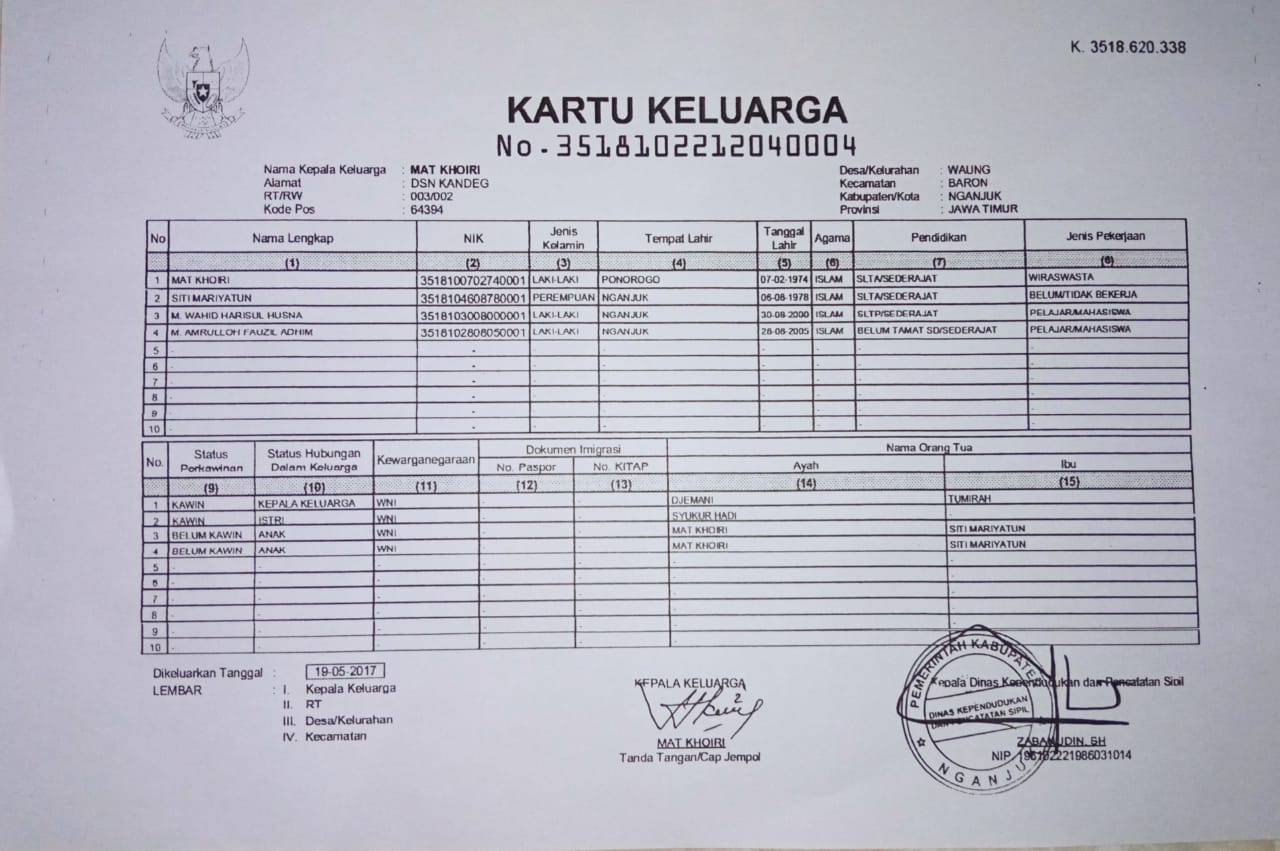 K. 3518.620.338
KARTU KELUARGA
No.3518102212040004
Nama Kepala Keluarga : MAT KHOIRI
Alamat : DSN KANDEG
RT/RW : 003/002
Kode Pos : 64394
Desa/Kelurahan : WAUNG
Kecamatan : BARON
Kabupaten/Kota : NGANJUK
Provinsi : JAWA TIMUR
No Nama Lengkap NIK Jenis Kelamin Tempat Lahir Tanggal Lahir Agama Pendidikan Jenis Pekerjaan
(1) (2) (3) (4) (5) (6) (7) (8)
1 MAT KHOIRI 3518100702740001 LAKI-LAKI PONOROGO 07-02-1974 ISLAM SLTA/SEDERAJAT WIRASWASTA
2 SITI MARIYATUN 3518104608780001 PEREMPUAN NGANJUK 06-08-1978 ISLAM SLTA/SEDERAJAT BELUM/TIDAK BEKERJA
3 M. WAHID HARISUL HUSNA 3518103008000001 LAKI-LAKI NGANJUK 30-08-2000 ISLAM SLTP/SEDERAJAT PELAJAR/MAHASISWA
4 M. AMRULLOH FAUZIL ADHIM 3518102808050001 LAKI-LAKI NGANJUK 28-08-2005 ISLAM BELUM TAMAT SD/SEDERAJAT PELAJAR/MAHASISWA
5 - - - - - - - -
6 - - - - - - - -
7 - - - - - - - -
8 - - - - - - - -
9 - - - - - - - -
10 - - - - - - - -
No. Status Perkawinan Status Hubungan Dalam Keluarga Kewarganegaraan Dokumen Imigrasi Nama Orang Tua
No. Paspor No. KITAP Ayah Ibu
(9) (10) (11) (12) (13) (14) (15)
1 KAWIN KEPALA KELUARGA WNI - - DJEMANI TUMIRAH
2 KAWIN ISTRI WNI - - SYUKUR HADI -
3 BELUM KAWIN ANAK WNI - - MAT KHOIRI SITI MARIYATUN
4 BELUM KAWIN ANAK WNI - - MAT KHOIRI SITI MARIYATUN
5 - - - - - - -
6 - - - - - - -
7 - - - - - - -
8 - - - - - - -
9 - - - - - - -
10 - - - - - - -
Dikeluarkan Tanggal : 19-05-2017
LEMBAR : I. Kepala Keluarga
II. RT
III. Desa/Kelurahan
IV. Kecamatan
KEPALA KELUARGA
MAT KHOIRI
Tanda Tangan/Cap Jempol
Kepala Dinas Kependudukan dan Pencatatan Sipil
PEMERINTAH KABUPATEN
DINAS KEPENDUDUKAN
DAN PENCATATAN SIPIL
NGANJUK
SH
NIP.